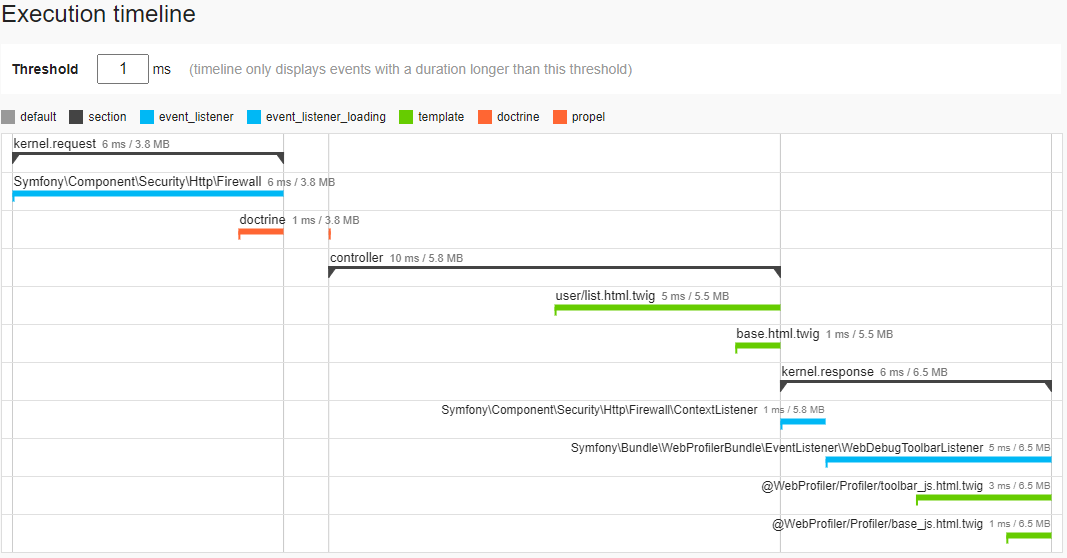 Execution timeline
Threshold 1 ms (timeline only displays events with a duration longer than this threshold)
default section event_listener event_listener_loading template doctrine propel
kernel.request 6 ms / 3.8 MB
Symfony\Component\Security\Http\Firewall 6 ms / 3.8 MB
doctrine 1 ms / 3.8 MB
controller 10 ms / 5.8 MB
user/list.html.twig 5 ms / 5.5 MB
base.html.twig 1 ms / 5.5 MB
kernel.response 6 ms / 6.5 MB
Symfony\Component\Security\Http\Firewall\ContextListener 1 ms / 5.8 MB
Symfony\Bundle\WebProfilerBundle\EventListener\WebDebugToolbarListener 5 ms / 6.5 MB
@WebProfiler/Profiler/toolbar_js.html.twig 3 ms / 6.5 MB
@WebProfiler/Profiler/base_js.html.twig 1 ms / 6.5 MB